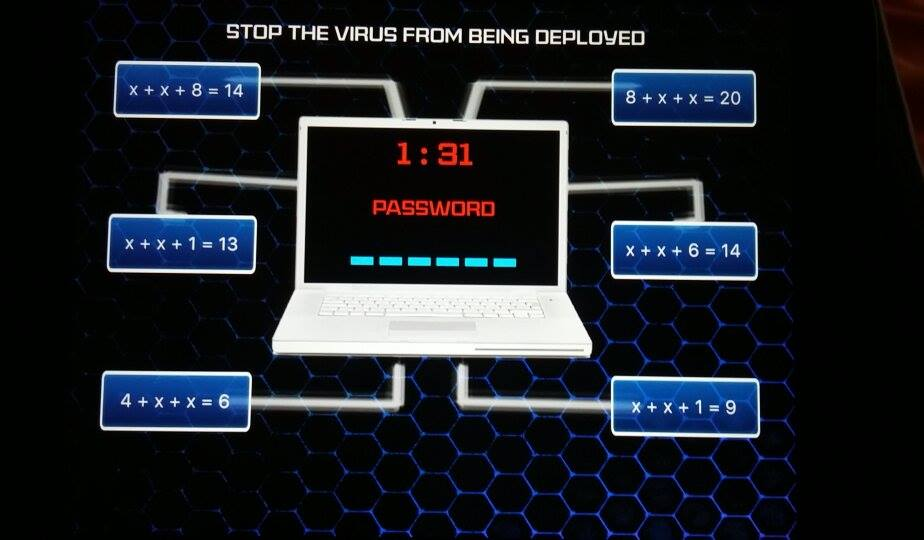 STOP THE VIRUS FROM BEING DEPLOYED
x + x + 8 = 14
8 + x + x = 20
1:31
PASSWORD
x + x + 1 = 13
x + x + 6 = 14
4 + x + x = 6
x + x + 1 = 9